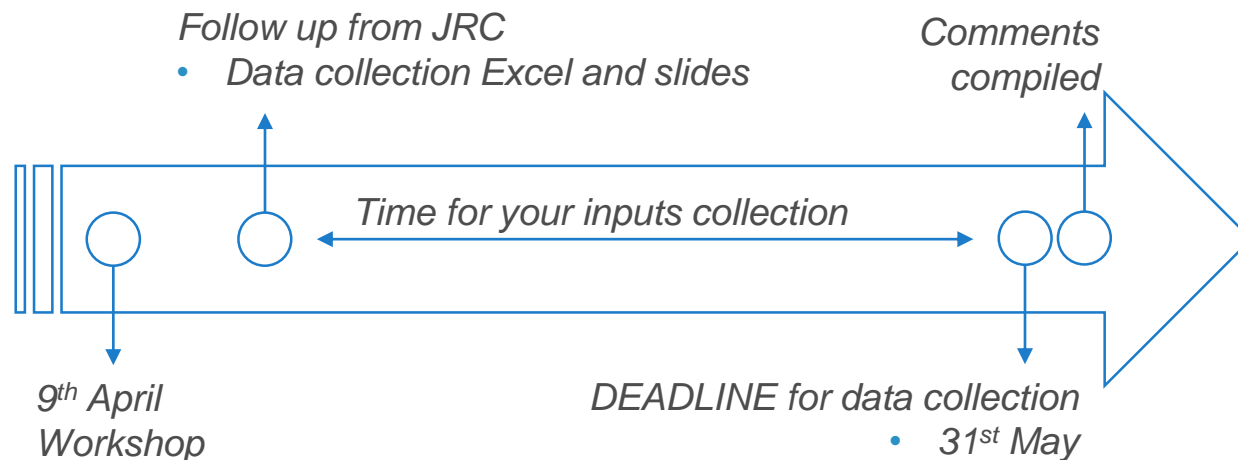 Follow up from JRC
• Data collection Excel and slides
Comments
compiled
Time for your inputs collection
9th April
Workshop
DEADLINE for data collection
• 31st May